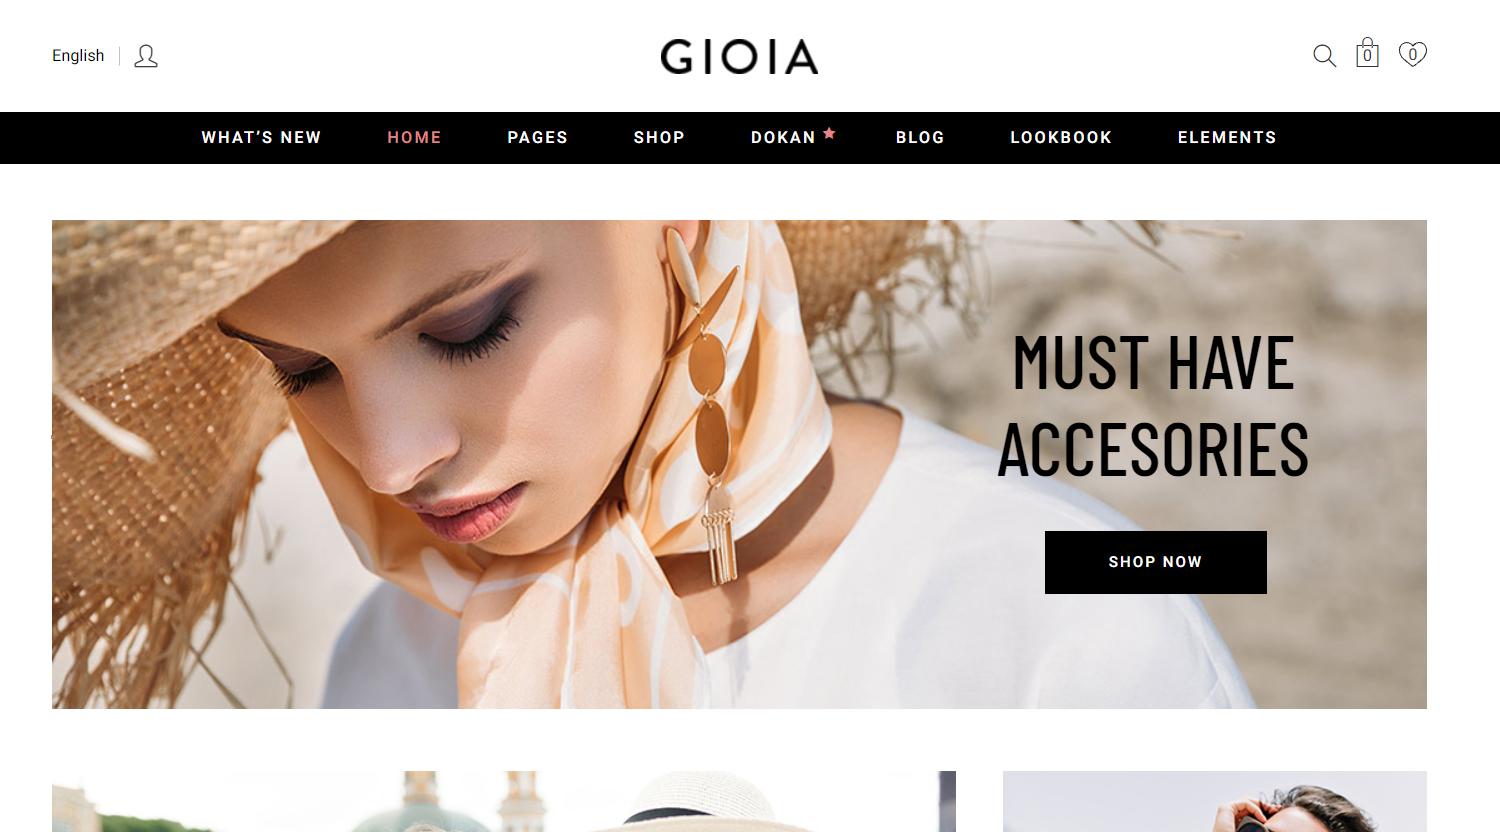 English
GIOIA
0
0
WHAT'S NEW
HOME
PAGES
SHOP
DOKAN
BLOG
LOOKBOOK
ELEMENTS
MUST HAVE
ACCESORIES
SHOP NOW